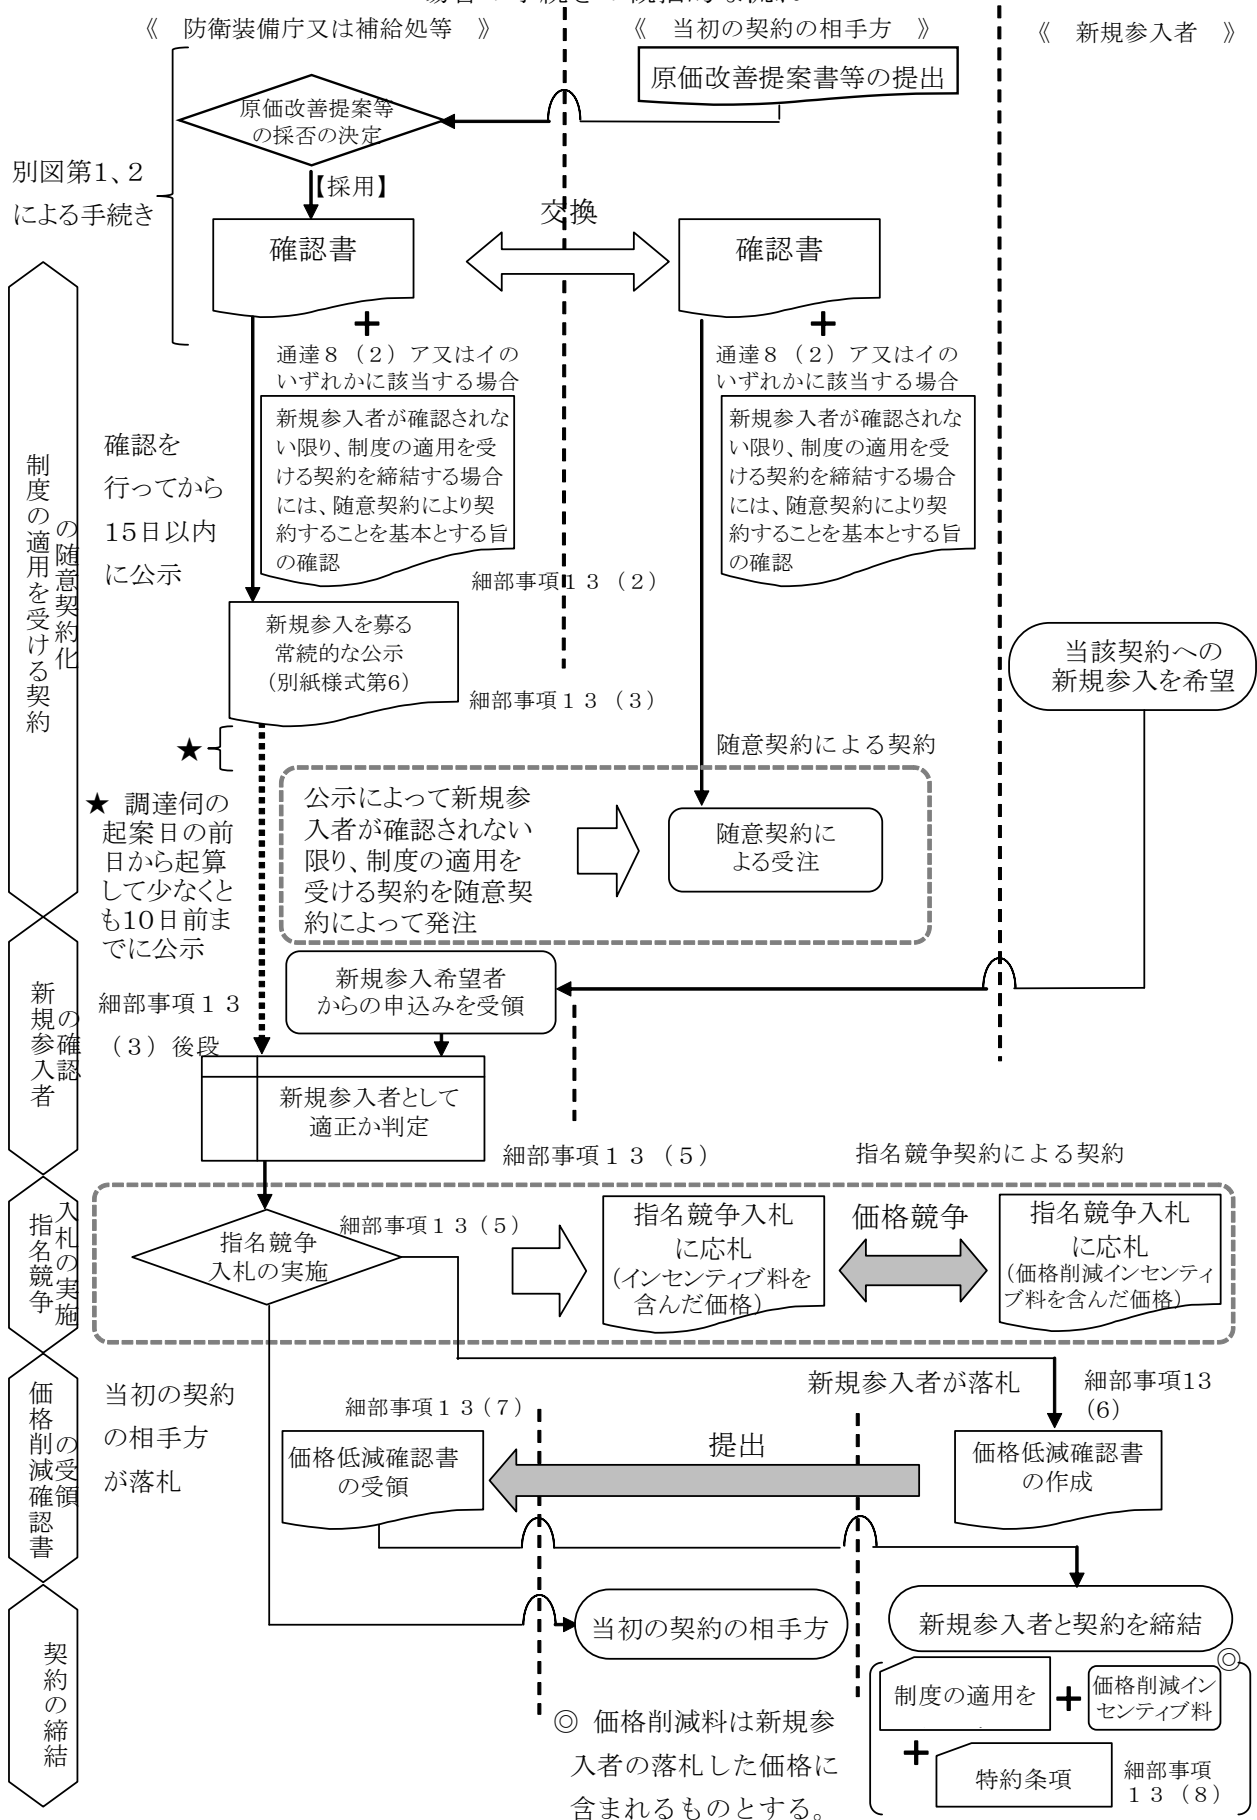 《　防衛装備庁又は補給処等　》
《　当初の契約の相手方　》
《　新規参入者　》
原価改善提案書等の提出
原価改善提案等
の採否の決定
別図第1、2
による手続き
【採用】
交換
確認書
確認書
+
+
通達８（２）ア又はイの
いずれかに該当する場合
通達８（２）ア又はイの
いずれかに該当する場合
新規参入者が確認されな
い限り、制度の適用を受
ける契約を締結する場合
には、随意契約により契
約することを基本とする旨
の確認
新規参入者が確認されな
い限り、制度の適用を受
ける契約を締結する場合
には、随意契約により契
約することを基本とする旨
の確認
確認を
行ってから
15日以内
に公示
制度の適用を受ける契約
の随意契約化
細部事項１３（２）
新規参入を募る
常続的な公示
(別紙様式第6)
細部事項１３（３）
当該契約への
新規参入を希望
★
随意契約による契約
★ 調達伺の
起案日の前
日から起算
して少なくと
も10日前ま
でに公示
公示によって新規参
入者が確認されない
限り、制度の適用を
受ける契約を随意契
約によって発注
随意契約に
よる受注
新規参入希望者
からの申込みを受領
新規参入者
の確認
細部事項１３
（３）後段
新規参入者として
適正か判定
細部事項１３（５）
指名競争契約による契約
指名競争
入札の実施
指名競争
入札の実施
細部事項１３(５)
指名競争入札
に応札
(インセンティブ料を
含んだ価格)
価格競争
指名競争入札
に応札
(価格削減インセンティ
ブ料を含んだ価格)
新規参入者が落札
細部事項13
(6)
価格削減確認書
の受領
当初の契約
の相手方
が落札
細部事項１３(７)
価格低減確認書
の受領
提出
価格低減確認書
の作成
当初の契約の相手方
新規参入者と契約を締結
契約の締結
◎
制度の適用を
+
価格削減イン
センティブ料
+
特約条項
細部事項
１３（８）
◎ 価格削減料は新規参
入者の落札した価格に
含まれるものとする。